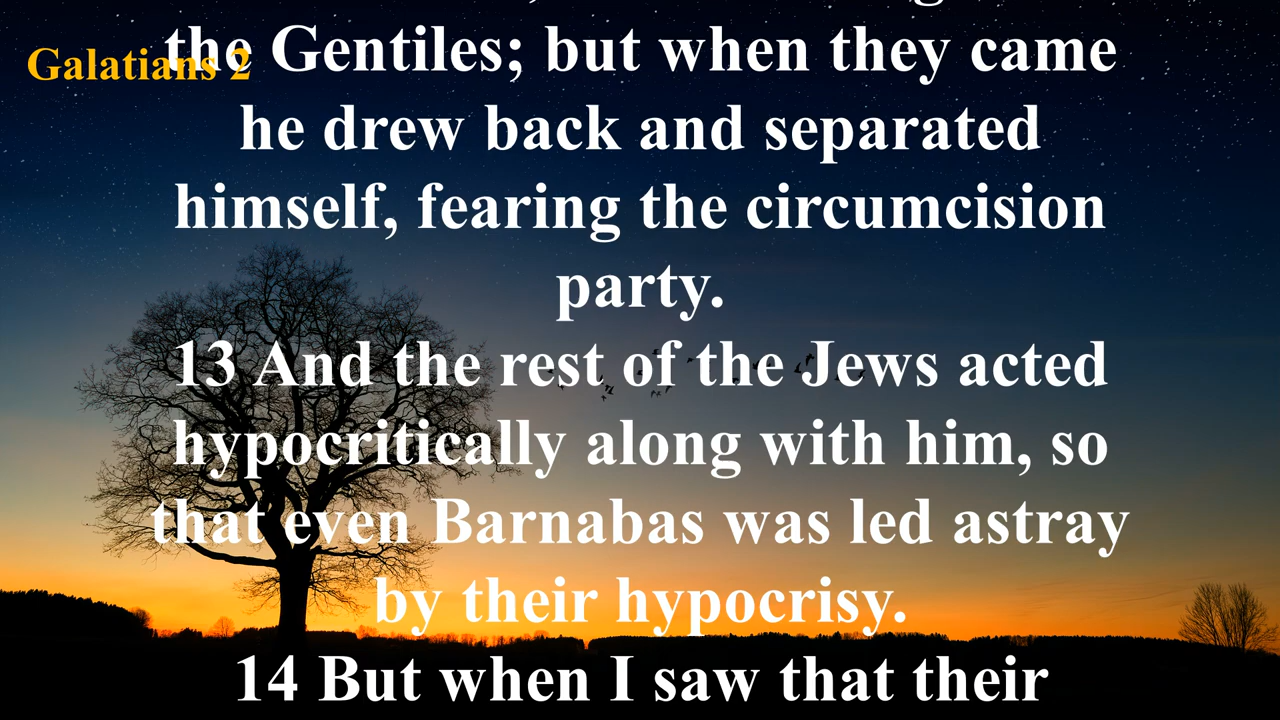 Galatians 2
the Gentiles; but when they came
he drew back and separated
himself, fearing the circumcision
party.
13 And the rest of the Jews acted
hypocritically along with him, so
that even Barnabas was led astray
by their hypocrisy.
14 But when I saw that their